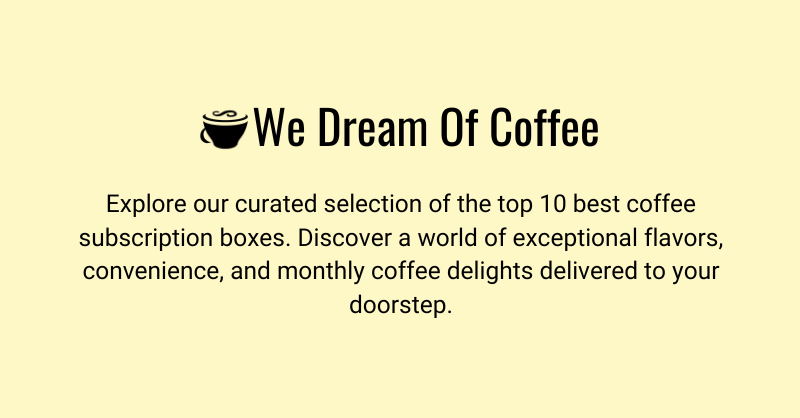 We Dream Of Coffee
Explore our curated selection of the top 10 best coffee
subscription boxes. Discover a world of exceptional flavors,
convenience, and monthly coffee delights delivered to your
doorstep.